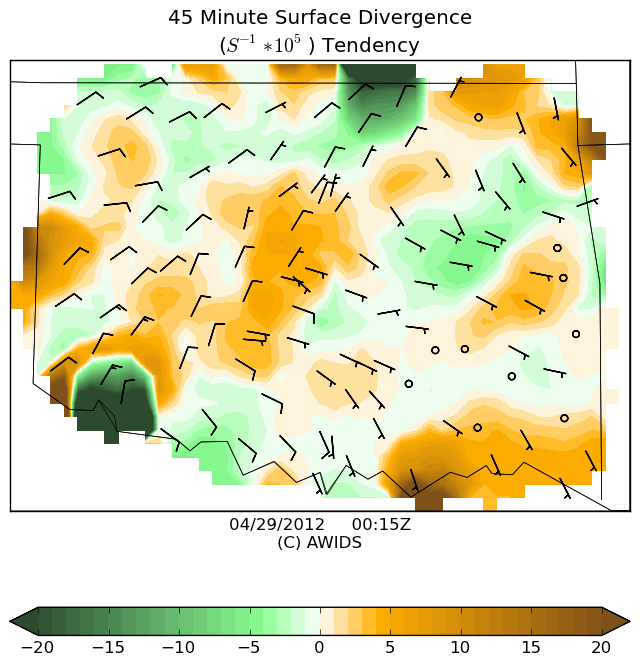 45 Minute Surface Divergence
(S⁻¹ * 10⁵ ) Tendency
04/29/2012 00:15Z
(C) AWIDS
−20 −15 −10 −5 0 5 10 15 20